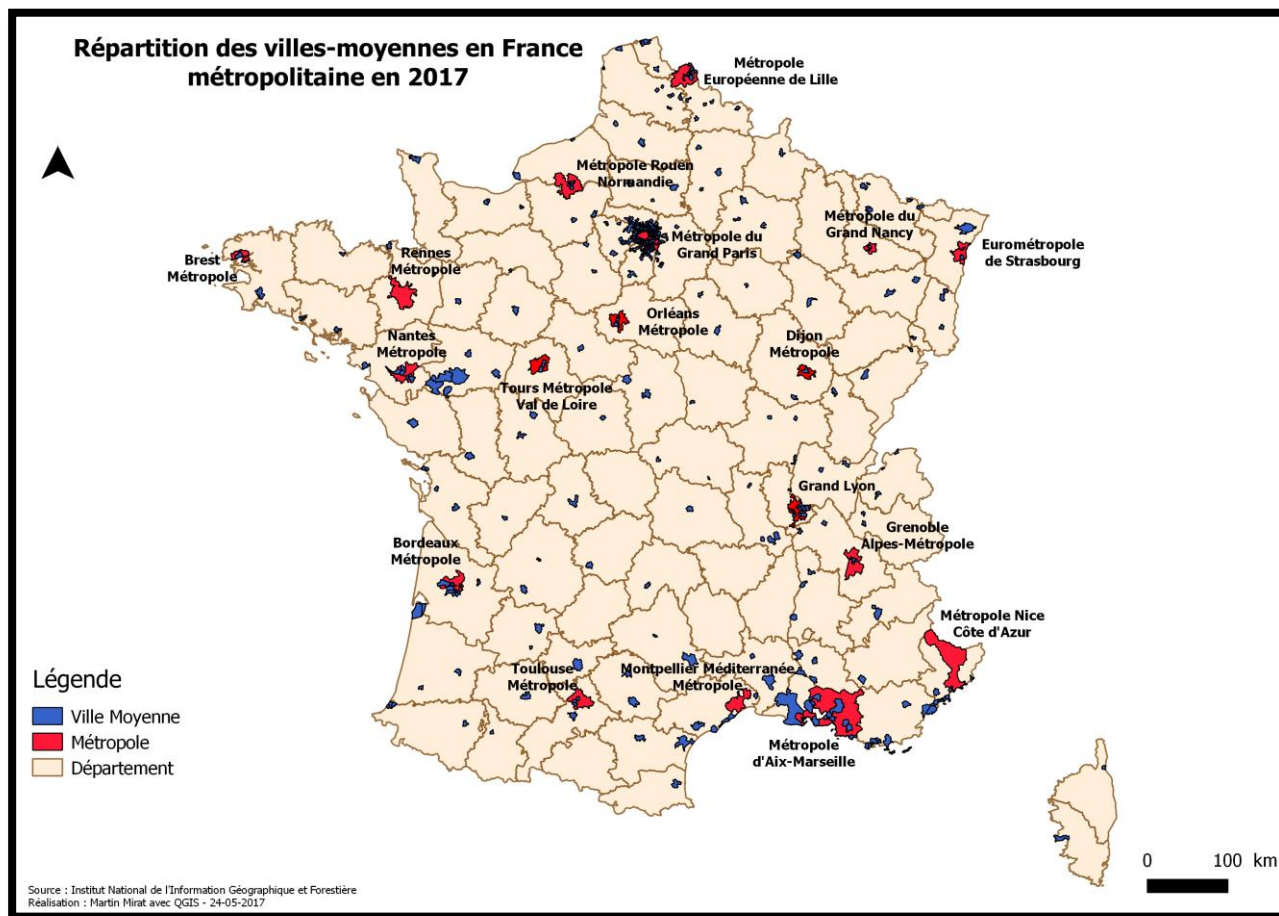 Répartition des villes-moyennes en France
métropolitaine en 2017
Métropole
Européenne de Lille
Métropole Rouen
Normandie
Métropole du
Grand Nancy
Métropole du
Grand Paris
Eurométropole
de Strasbourg
Brest
Métropole
Rennes
Métropole
Orléans
Métropole
Nantes
Métropole
Dijon
Métropole
Tours Métropole
Val de Loire
Grand Lyon
Grenoble
Alpes-Métropole
Bordeaux
Métropole
Métropole Nice
Côte d'Azur
Toulouse
Métropole
Montpellier Méditerranée
Métropole
Métropole
d'Aix-Marseille
Légende
Ville Moyenne
Métropole
Département
0 100 km
Source : Institut National de l'Information Géographique et Forestière
Réalisation : Martin Mirat avec QGIS - 24-05-2017